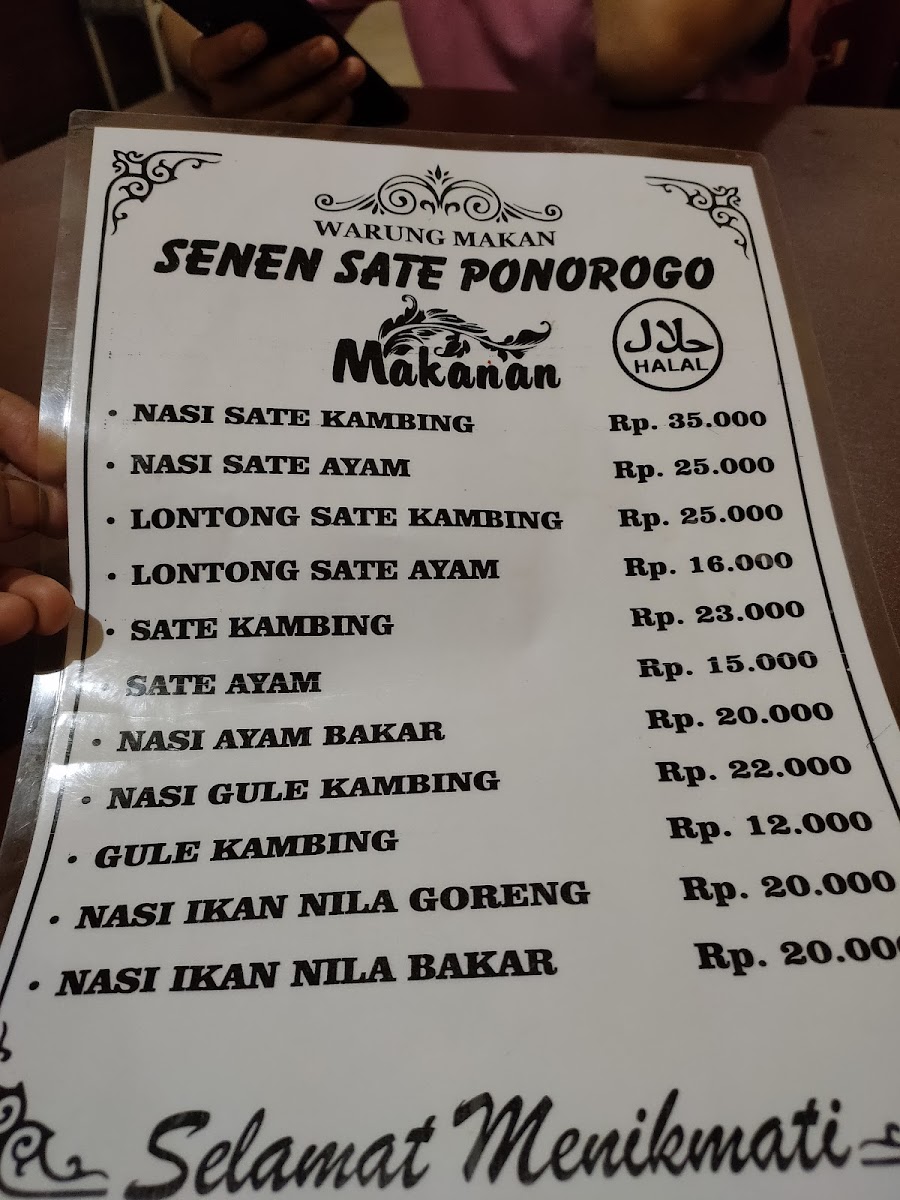 WARUNG MAKAN
SENEN SATE PONOROGO
Makanan
حلال
HALAL
• NASI SATE KAMBING Rp. 35.000
• NASI SATE AYAM Rp. 25.000
• LONTONG SATE KAMBING Rp. 25.000
• LONTONG SATE AYAM Rp. 16.000
• SATE KAMBING Rp. 23.000
• SATE AYAM Rp. 15.000
• NASI AYAM BAKAR Rp. 20.000
• NASI GULE KAMBING Rp. 22.000
• GULE KAMBING Rp. 12.000
• NASI IKAN NILA GORENG Rp. 20.000
• NASI IKAN NILA BAKAR Rp. 20.000
Selamat Menikmati